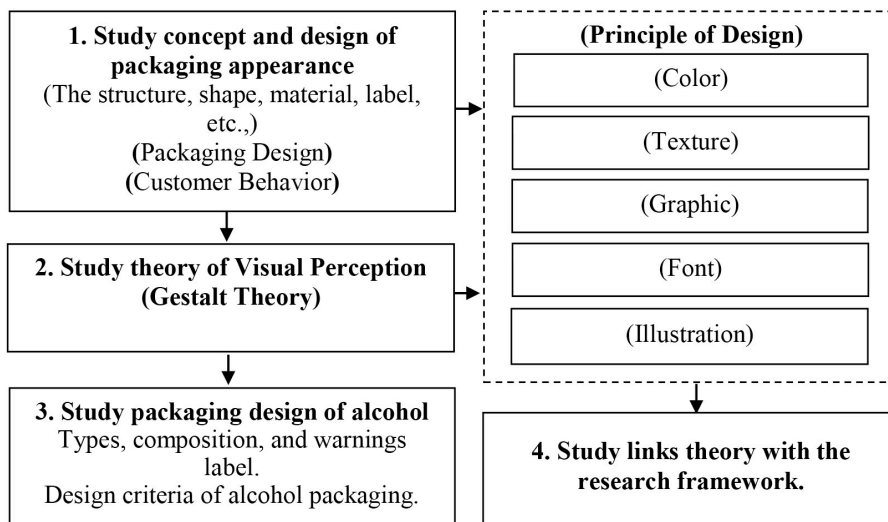 1. Study concept and design of
packaging appearance
(The structure, shape, material, label,
etc.,)
(Packaging Design)
(Customer Behavior)
2. Study theory of Visual Perception
(Gestalt Theory)
3. Study packaging design of alcohol
Types, composition, and warnings
label.
Design criteria of alcohol packaging.
(Principle of Design)
(Color)
(Texture)
(Graphic)
(Font)
(Illustration)
4. Study links theory with the
research framework.